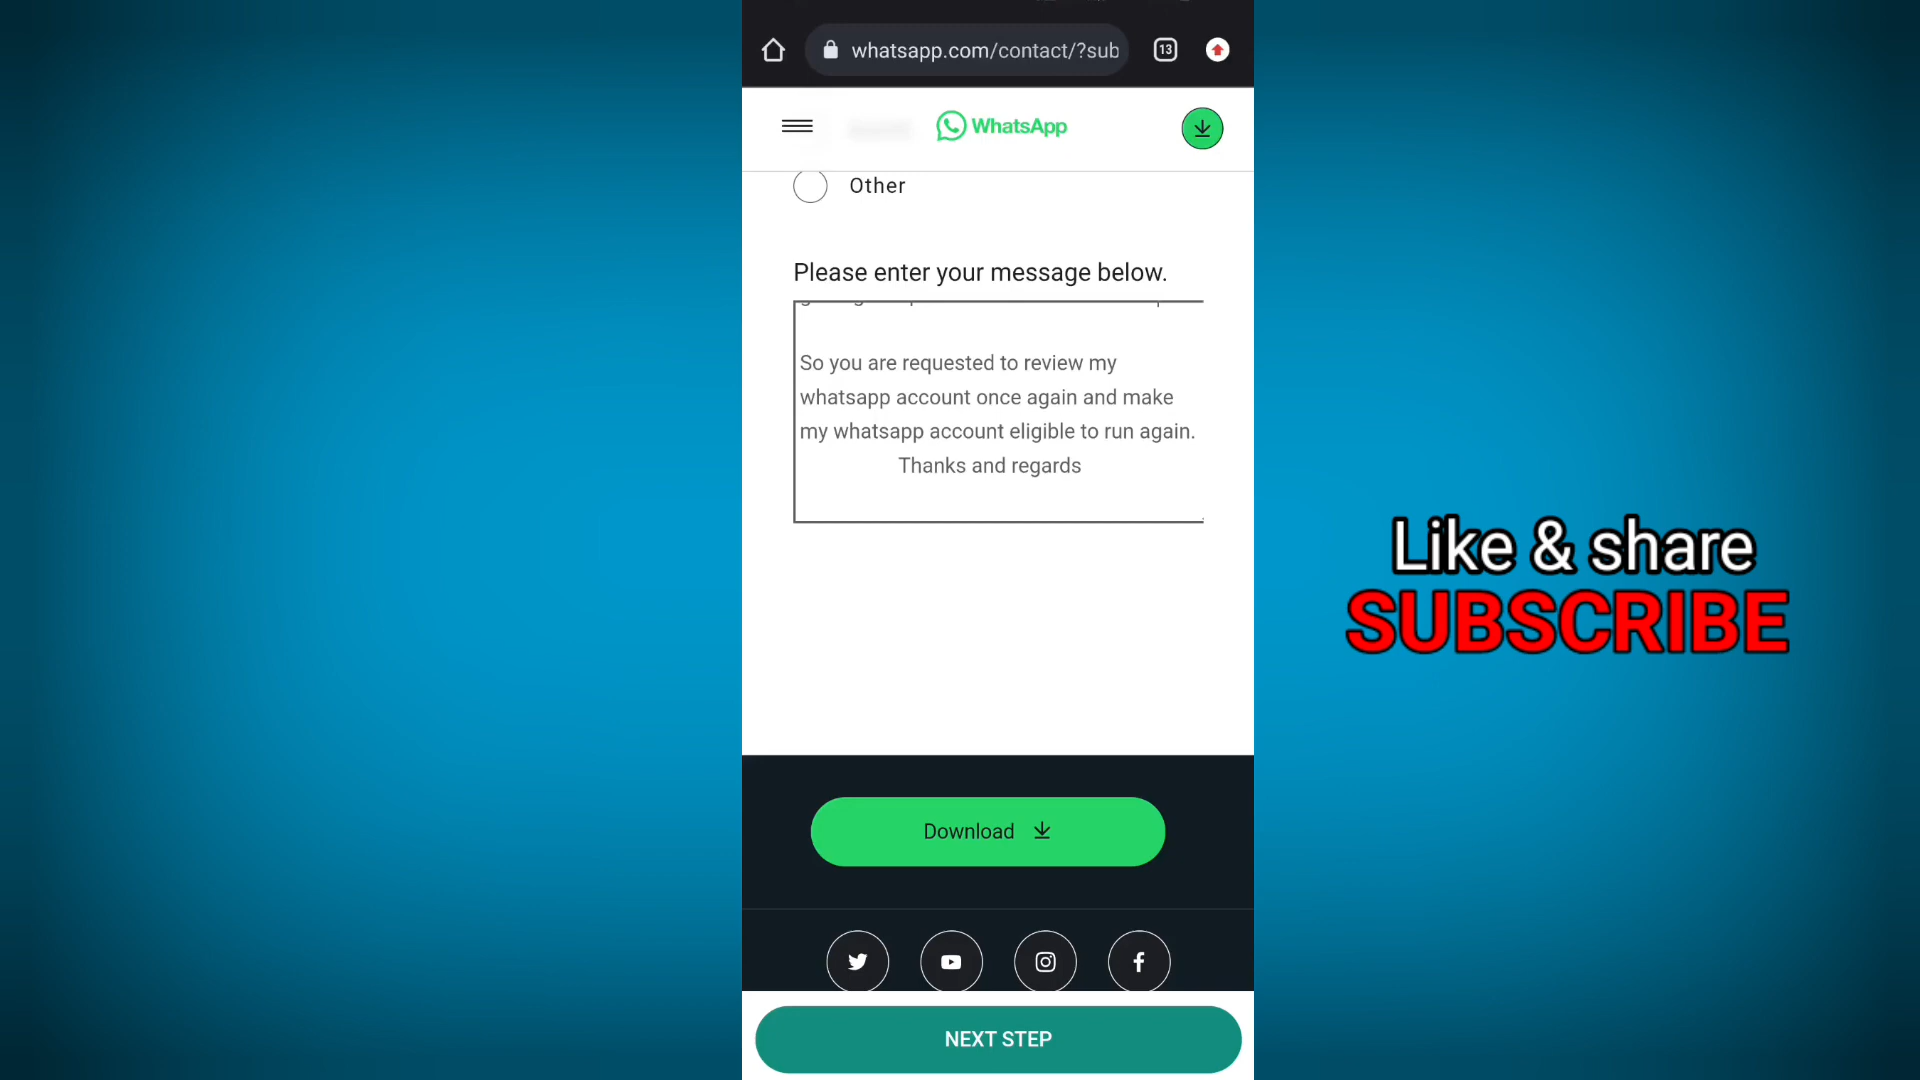 whatsapp.com/contact/?sub
13
WhatsApp
Other
Please enter your message below.
So you are requested to review my
whatsapp account once again and make
my whatsapp account eligible to run again.
Thanks and regards
Like & share
SUBSCRIBE
Download
NEXT STEP